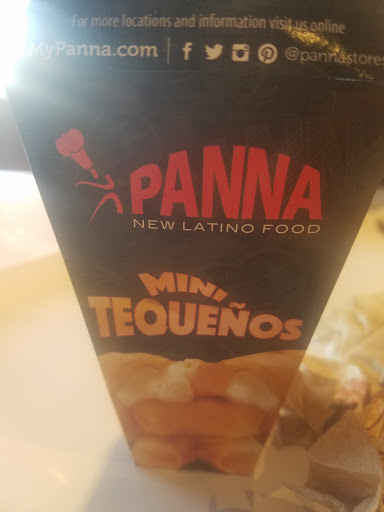 For more locations and information visit us online
MyPanna.com | @pannastores
PANNA
NEW LATINO FOOD
MINI
TEQUEÑOS